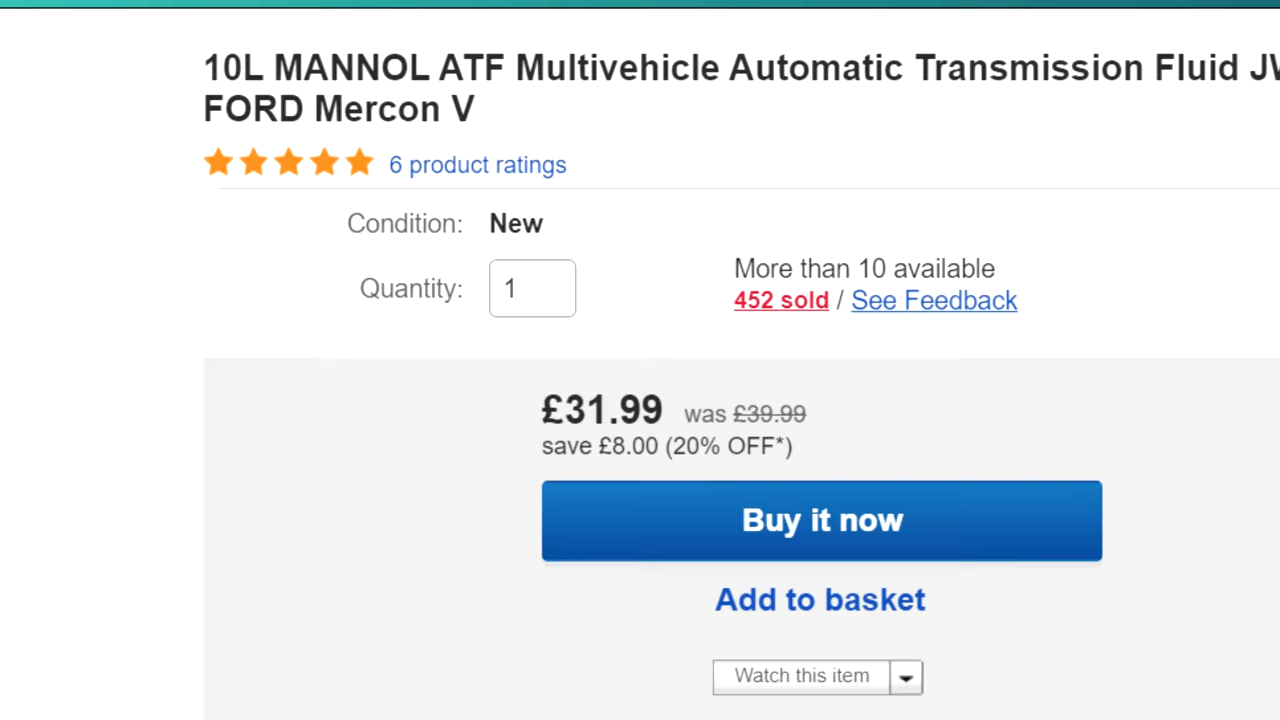 10L MANNOL ATF Multivehicle Automatic Transmission Fluid
FORD Mercon V
6 product ratings
Condition: New
More than 10 available
Quantity: 1
452 sold / See Feedback
£31.99 was £39.99
save £8.00 (20% OFF*)
Buy it now
Add to basket
Watch this item